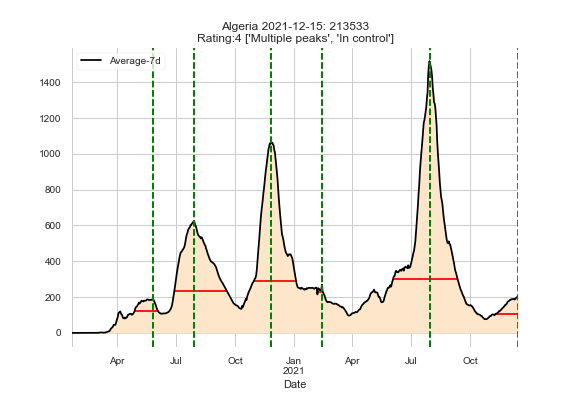 Algeria 2021-12-15: 213533
Rating:4 ['Multiple peaks', 'In control']
Average-7d
1400
1200
1000
800
600
400
200
0
Apr Jul Oct Jan Apr Jul Oct
2021
Date